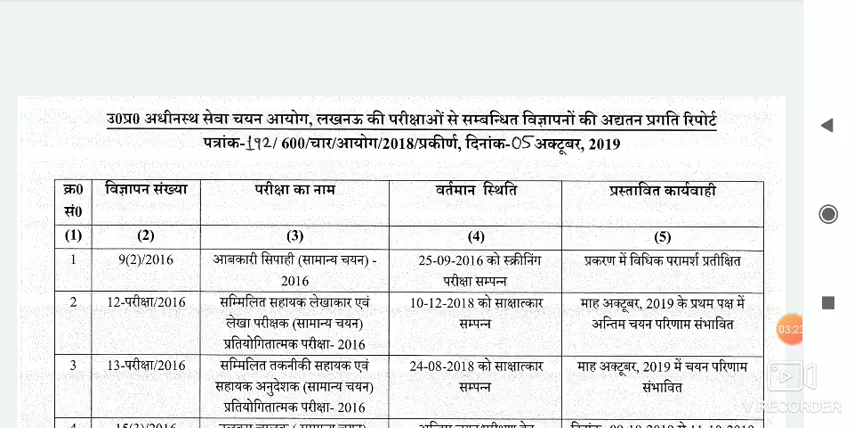 उ0प्र0 अधीनस्थ सेवा चयन आयोग, लखनऊ की परीक्षाओं से सम्बन्धित विज्ञापनों की अद्यतन प्रगति रिपोर्ट
पत्रांक-192/ 600/चार/आयोग/2018/प्रकीर्ण, दिनांक-05 अक्टूबर, 2019
क्र0 सं0 विज्ञापन संख्या परीक्षा का नाम वर्तमान स्थिति प्रस्तावित कार्यवाही
(1) (2) (3) (4) (5)
1 9(2)/2016 आबकारी सिपाही (सामान्य चयन) - 25-09-2016 को स्क्रीनिंग प्रकरण में विधिक परामर्श प्रतीक्षित
2016 परीक्षा सम्पन्न
2 12-परीक्षा/2016 सम्मिलित सहायक लेखाकार एवं 10-12-2018 को साक्षात्कार माह अक्टूबर, 2019 के प्रथम पक्ष में
लेखा परीक्षक (सामान्य चयन) सम्पन्न अन्तिम चयन परिणाम संभावित
प्रतियोगितात्मक परीक्षा- 2016
3 13-परीक्षा/2016 सम्मिलित तकनीकी सहायक एवं 24-08-2018 को साक्षात्कार माह अक्टूबर, 2019 में चयन परिणाम
सहायक अनुदेशक (सामान्य चयन) सम्पन्न संभावित
प्रतियोगितात्मक परीक्षा- 2016
03:23
VIRECORDER